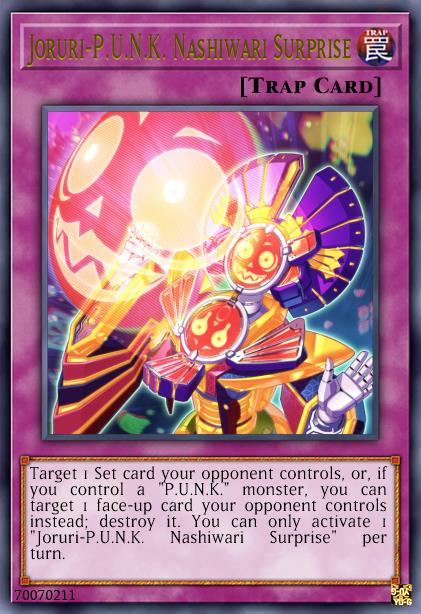 Joruri-P.U.N.K. Nashiwari Surprise
TRAP
罠
[Trap Card]
Target 1 Set card your opponent controls, or, if
you control a "P.U.N.K." monster, you can
target 1 face-up card your opponent controls
instead; destroy it. You can only activate 1
"Joruri-P.U.N.K. Nashiwari Surprise" per
turn.
70070211